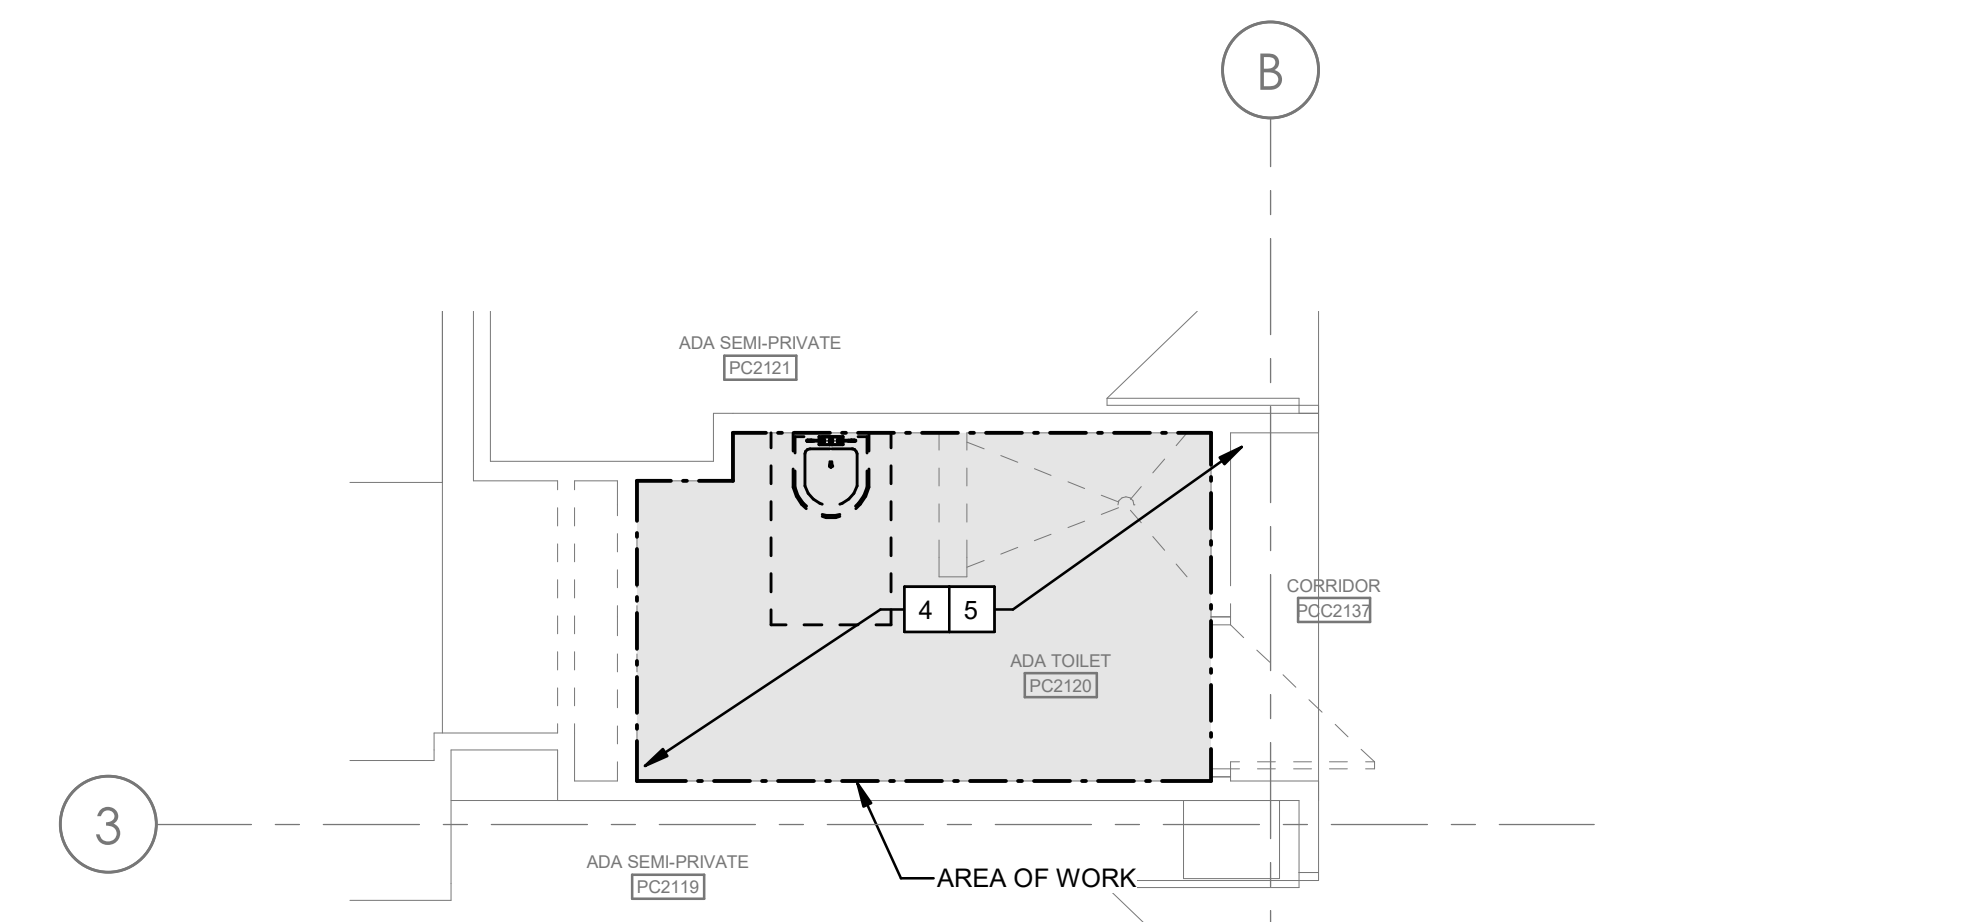 B
ADA SEMI-PRIVATE
PC2121
CORRIDOR
PCC2137
4 5
ADA TOILET
PC2120
3
ADA SEMI-PRIVATE
PC2119
AREA OF WORK